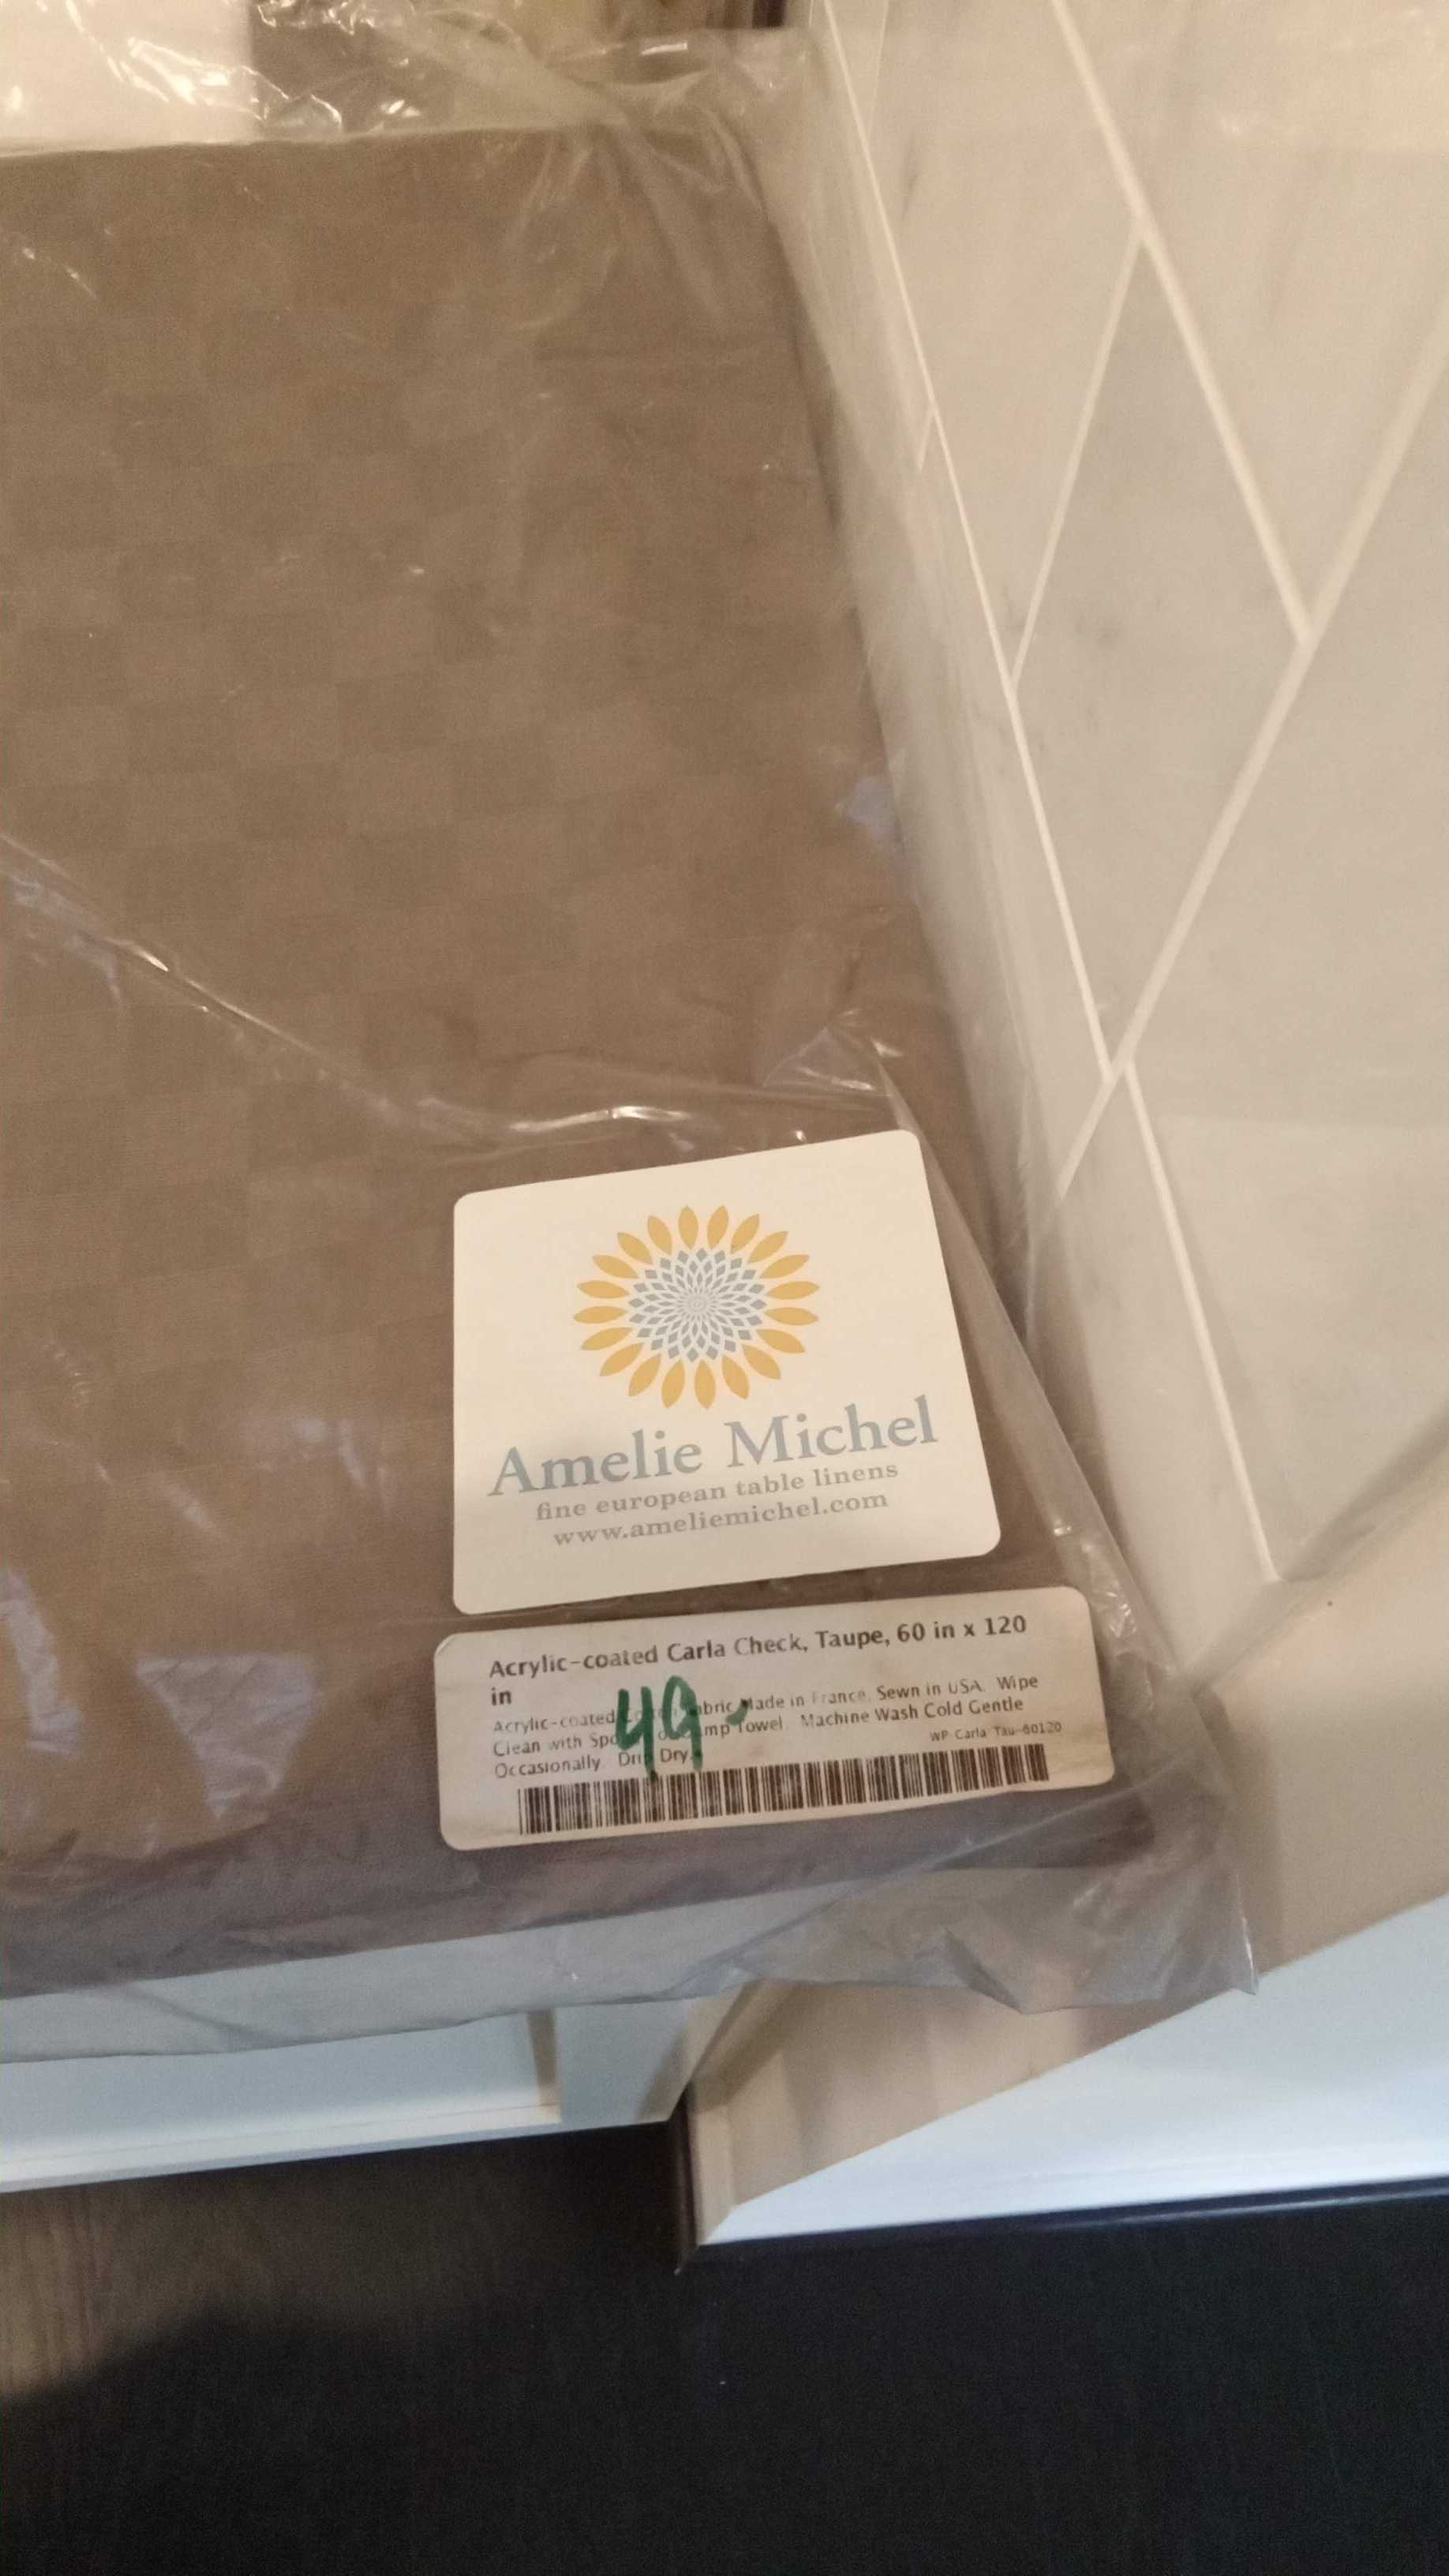 Amelie Michel
fine european table linens
www.ameliemichel.com
Acrylic-coated Carla Check, Taupe, 60 in x 120
in
Acrylic-coated Made in France. Sewn in USA. Wipe
Clean with Towel. Machine Wash Cold Gentle
Occasionally. Drip Dry.
49-
WP-Carla-Tau-60120